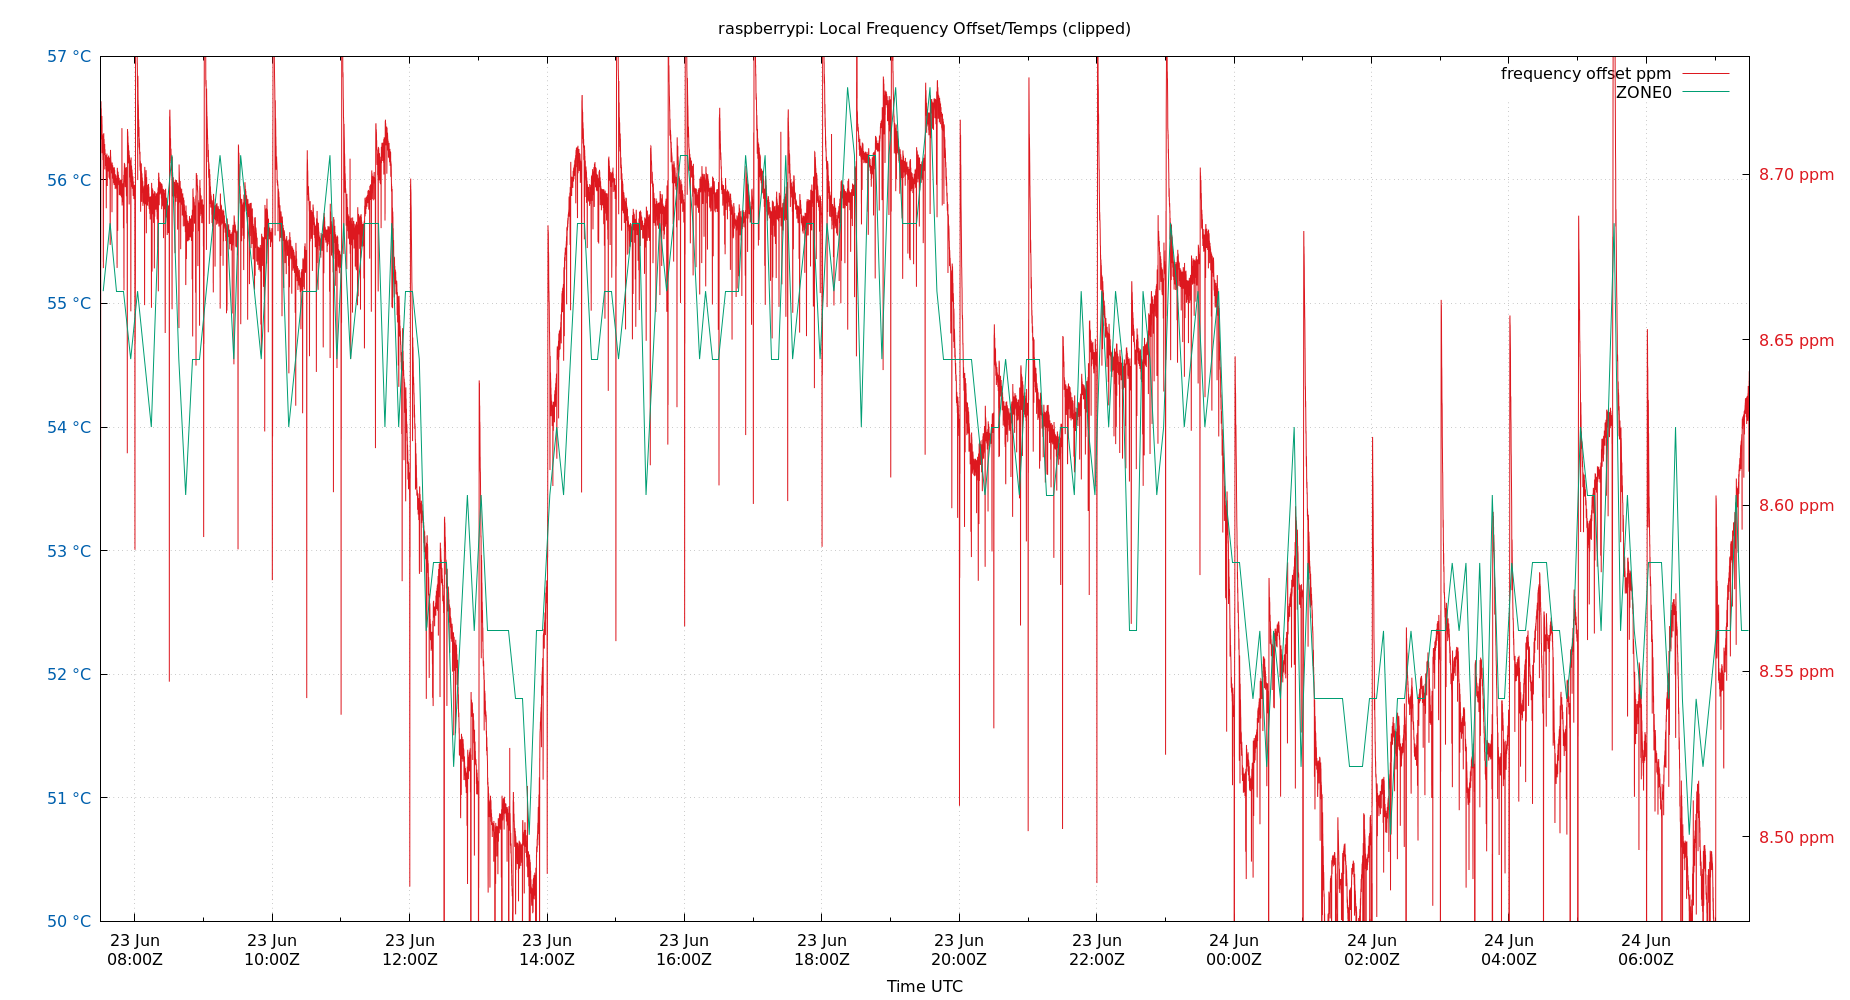 raspberrypi: Local Frequency Offset/Temps (clipped)
57 °C
56 °C
55 °C
54 °C
53 °C
52 °C
51 °C
50 °C
frequency offset ppm
ZONE0
8.70 ppm
8.65 ppm
8.60 ppm
8.55 ppm
8.50 ppm
23 Jun
08:00Z
23 Jun
10:00Z
23 Jun
12:00Z
23 Jun
14:00Z
23 Jun
16:00Z
23 Jun
18:00Z
23 Jun
20:00Z
23 Jun
22:00Z
24 Jun
00:00Z
24 Jun
02:00Z
24 Jun
04:00Z
24 Jun
06:00Z
Time UTC